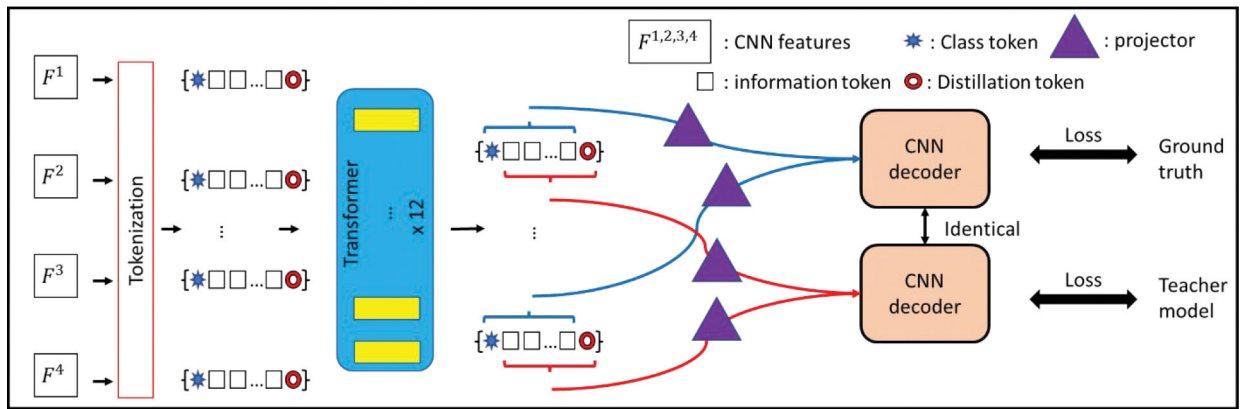 F^1
F^2
F^3
F^4
Tokenization
{ ... }
{ ... }
...
{ ... }
{ ... }
Transformer
...
x 12
{ ... }
...
{ ... }
F^{1,2,3,4} : CNN features
: Class token
: projector
: information token
: Distillation token
CNN
decoder
Loss
Ground
truth
Identical
CNN
decoder
Loss
Teacher
model